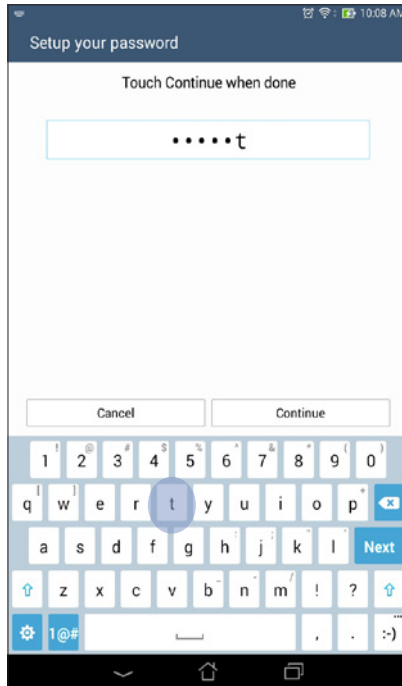 10:08 AM
Setup your password
Touch Continue when done
•••••t
Cancel
Continue
1 ! 2 @ 3 # 4 $ 5 % 6 ^ 7 & 8 * 9 ( 0 )
q [ w ] e r t y u i o p +
a s d f g h : j ; k " l ' Next
z x c v b - n _ m / ! ?
1@# , . ... :-)